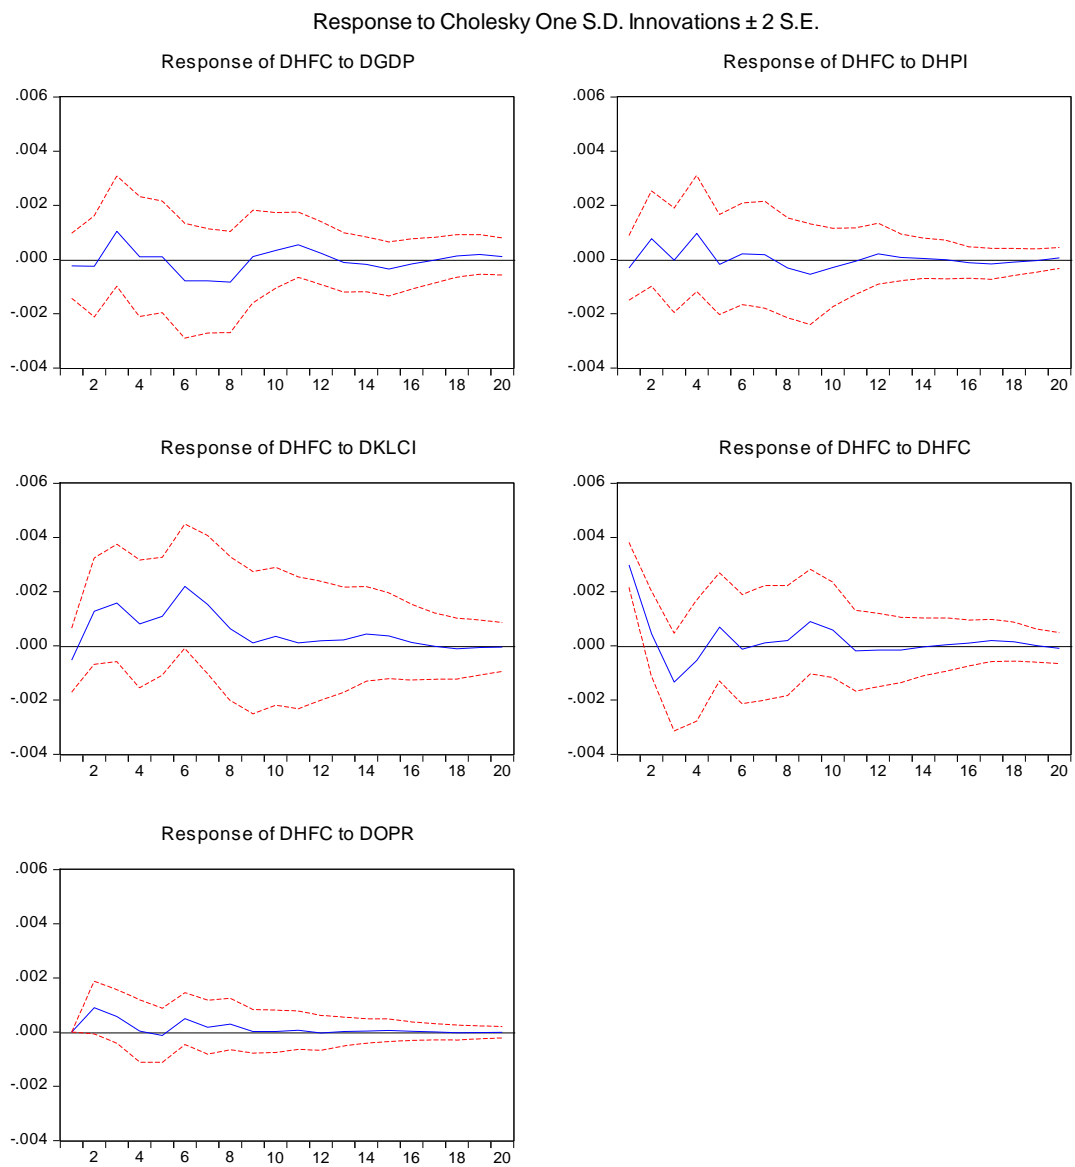 Response to Cholesky One S.D. Innovations ± 2 S.E.
Response of DHFC to DGDP
.006
.004
.002
.000
-.002
-.004
2 4 6 8 10 12 14 16 18 20
Response of DHFC to DHPI
.006
.004
.002
.000
-.002
-.004
2 4 6 8 10 12 14 16 18 20
Response of DHFC to DKLCI
.006
.004
.002
.000
-.002
-.004
2 4 6 8 10 12 14 16 18 20
Response of DHFC to DHFC
.006
.004
.002
.000
-.002
-.004
2 4 6 8 10 12 14 16 18 20
Response of DHFC to DOPR
.006
.004
.002
.000
-.002
-.004
2 4 6 8 10 12 14 16 18 20